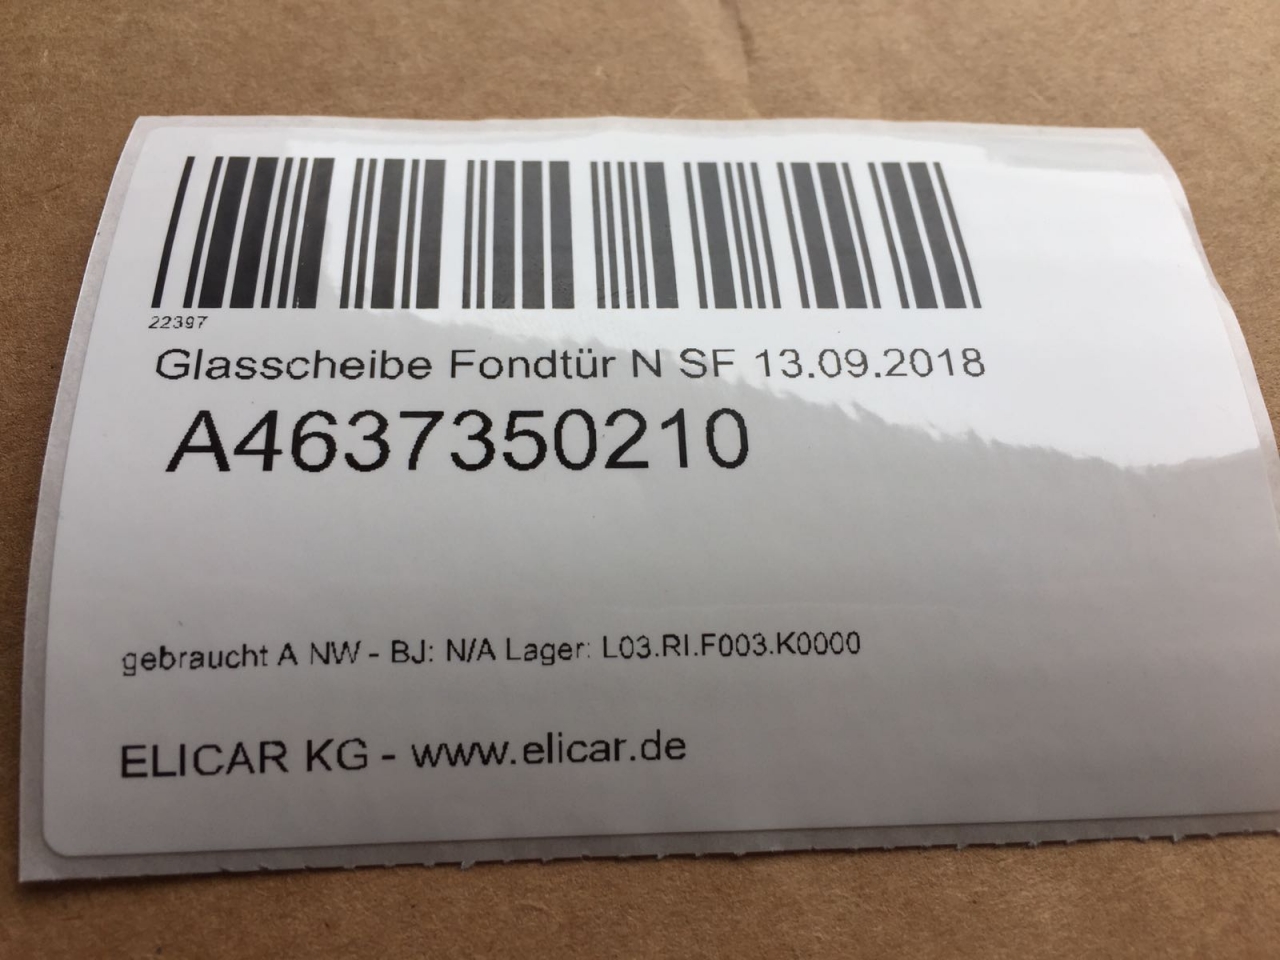 22397
Glasscheibe Fondtür N SF 13.09.2018
A4637350210
gebraucht A NW - BJ: N/A Lager: L03.RI.F003.K0000
ELICAR KG - www.elicar.de